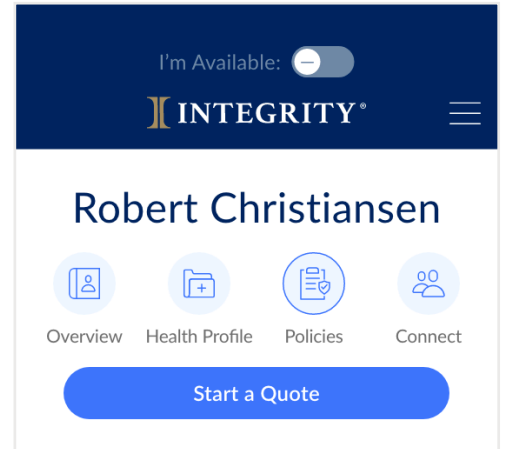 I'm Available:
INTEGRITY®
Robert Christiansen
Overview Health Profile Policies Connect
Start a Quote